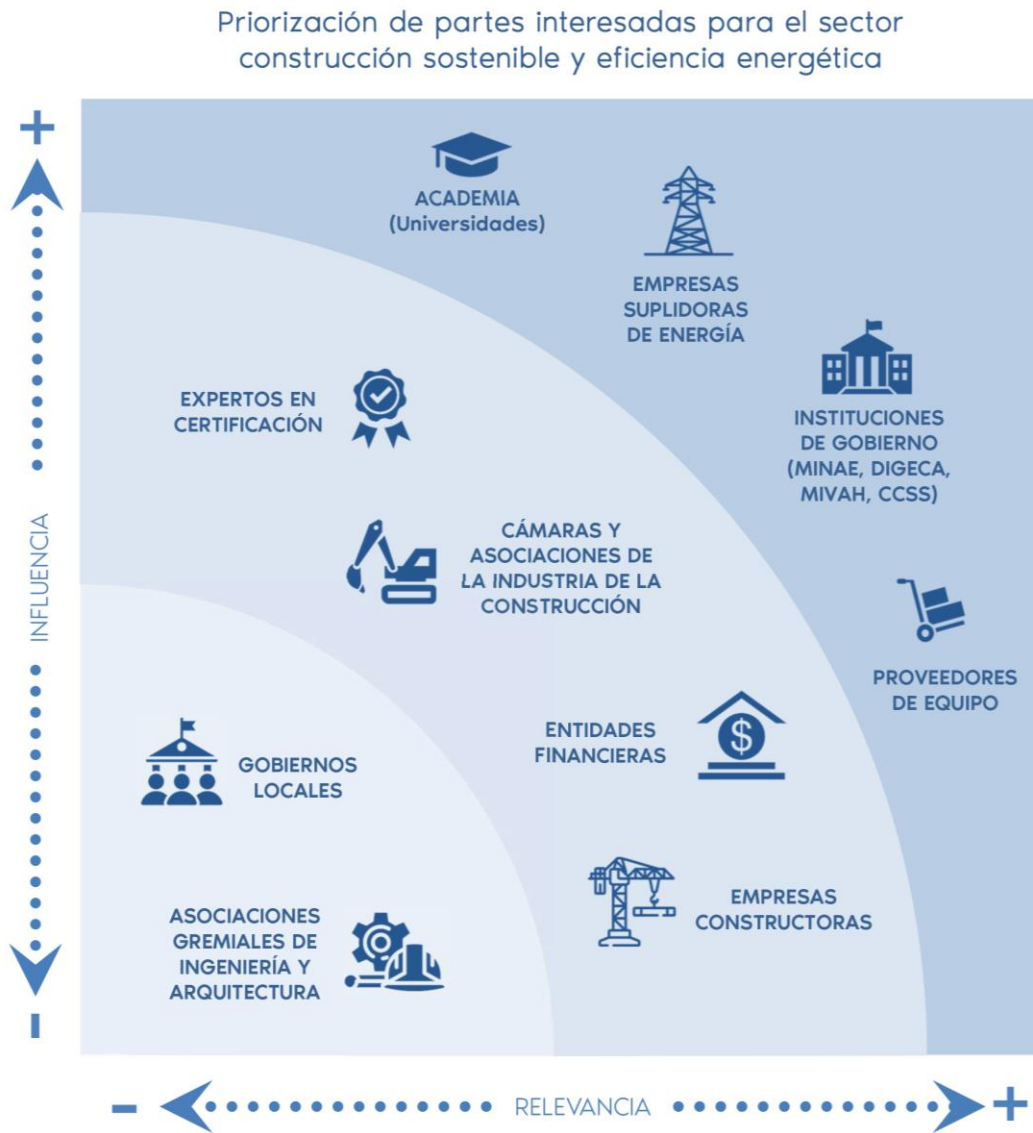 Priorización de partes interesadas para el sector
construcción sostenible y eficiencia energética
+
ACADEMIA
(Universidades)
EMPRESAS
SUPLIDORAS
DE ENERGÍA
INSTITUCIONES
DE GOBIERNO
(MINAE, DIGECA,
MIVAH, CCSS)
EXPERTOS EN
CERTIFICACIÓN
CÁMARAS Y
ASOCIACIONES DE
LA INDUSTRIA DE LA
CONSTRUCCIÓN
INFLUENCIA
PROVEEDORES
DE EQUIPO
ENTIDADES
FINANCIERAS
$
GOBIERNOS
LOCALES
EMPRESAS
CONSTRUCTORAS
ASOCIACIONES
GREMIALES DE
INGENIERÍA Y
ARQUITECTURA
-
- RELEVANCIA +